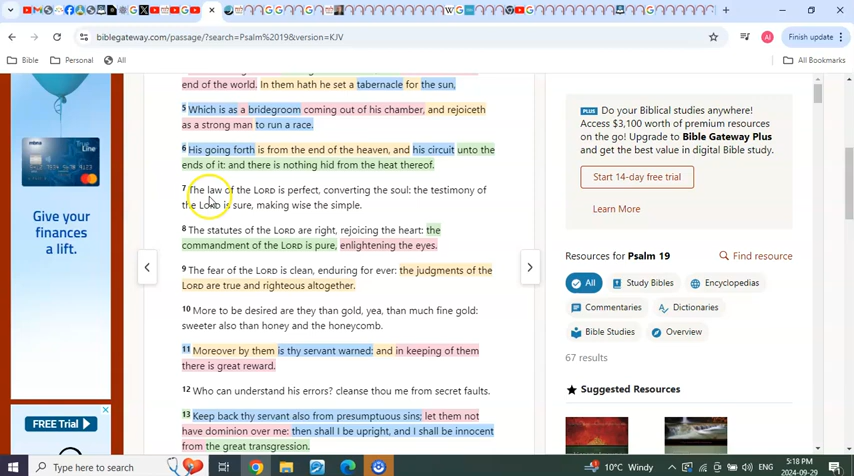 biblegateway.com/passage/?search=Psalm%2019&version=KJV
Finish update
Bible
Personal
All
All Bookmarks
end of the world. In them hath he set a tabernacle for the sun,
5 Which is as a bridegroom coming out of his chamber, and rejoiceth
as a strong man to run a race.
6 His going forth is from the end of the heaven, and his circuit unto the
ends of it: and there is nothing hid from the heat thereof.
7 The law of the LORD is perfect, converting the soul: the testimony of
the LORD is sure, making wise the simple.
8 The statutes of the LORD are right, rejoicing the heart: the
commandment of the LORD is pure, enlightening the eyes.
9 The fear of the LORD is clean, enduring for ever: the judgments of the
LORD are true and righteous altogether.
10 More to be desired are they than gold, yea, than much fine gold:
sweeter also than honey and the honeycomb.
11 Moreover by them is thy servant warned: and in keeping of them
there is great reward.
12 Who can understand his errors? cleanse thou me from secret faults.
13 Keep back thy servant also from presumptuous sins; let them not
have dominion over me: then shall I be upright, and I shall be innocent
from the great transgression.
mbna
Give your
finances
a lift.
FREE Trial
PLUS Do your Biblical studies anywhere!
Access $3,100 worth of premium resources
on the go! Upgrade to Bible Gateway Plus
and get the best value in digital Bible study.
Start 14-day free trial
Learn More
Resources for Psalm 19
Find resource
All
Study Bibles
Encyclopedias
Commentaries
Dictionaries
Bible Studies
Overview
67 results
Suggested Resources
Type here to search
10°C Windy
5:18 PM
2024-09-29